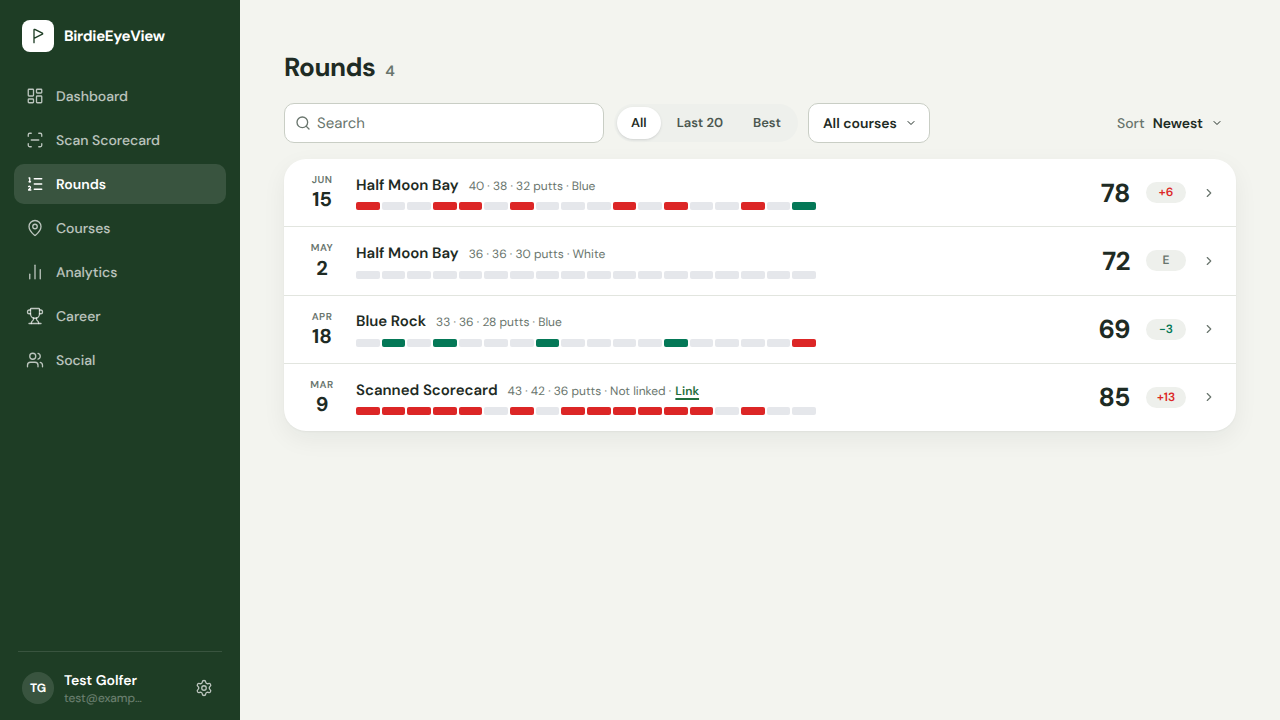 BirdieEyeView
Dashboard
Scan Scorecard
Rounds
Courses
Analytics
Career
Social
TG
Test Golfer
test@examp...
Rounds 4
Search
All Last 20 Best
All courses
Sort Newest
JUN
15
Half Moon Bay 40 · 38 · 32 putts · Blue
78 +6
MAY
2
Half Moon Bay 36 · 36 · 30 putts · White
72 E
APR
18
Blue Rock 33 · 36 · 28 putts · Blue
69 −3
MAR
9
Scanned Scorecard 43 · 42 · 36 putts · Not linked · Link
85 +13